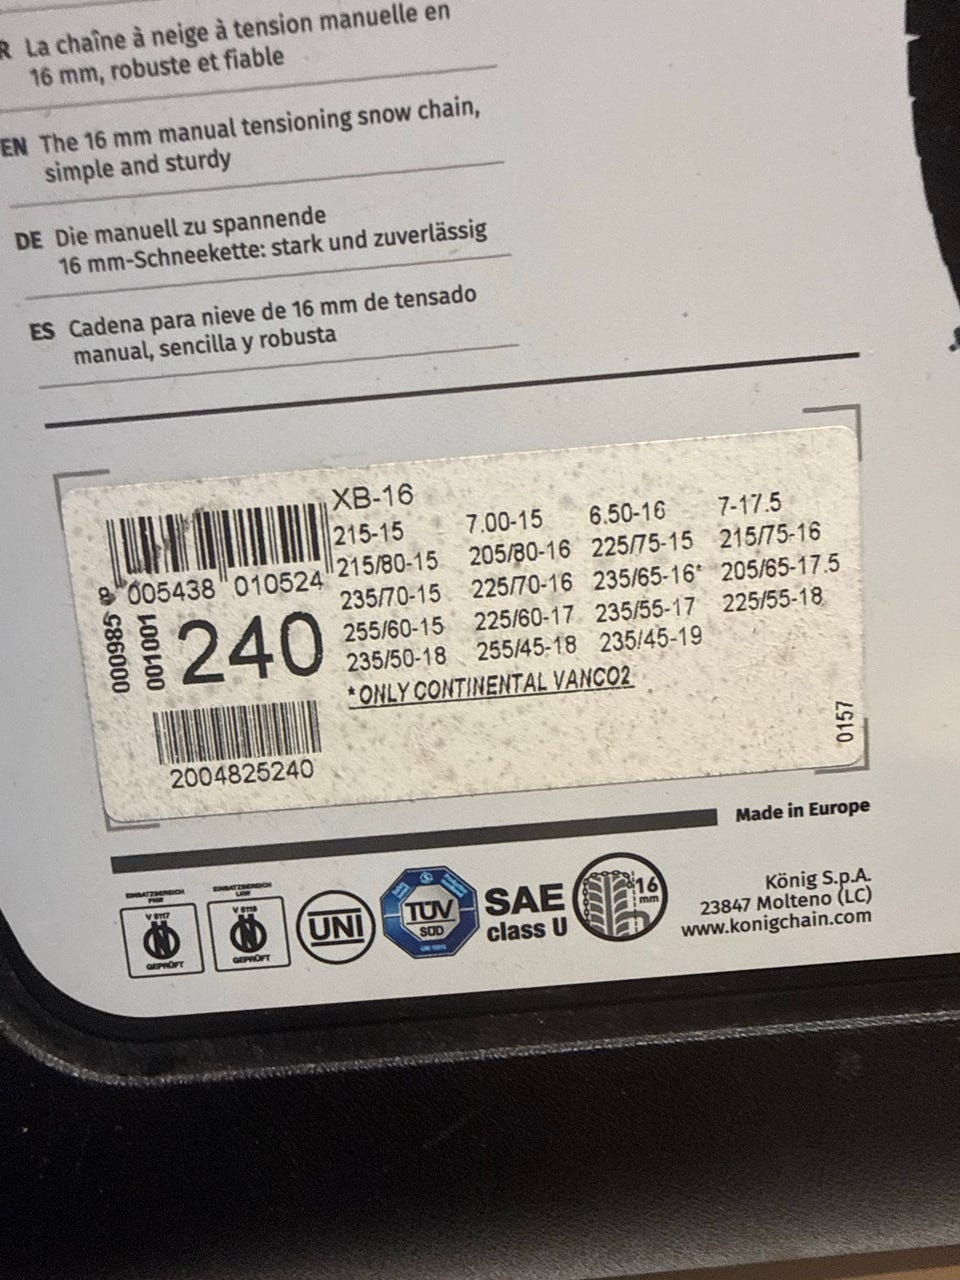 R La chaîne à neige à tension manuelle en
16 mm, robuste et fiable
EN The 16 mm manual tensioning snow chain,
simple and sturdy
DE Die manuell zu spannende
16 mm-Schneekette: stark und zuverlässig
ES Cadena para nieve de 16 mm de tensado
manual, sencilla y robusta
XB-16
215-15 7.00-15 6.50-16 7-17.5
215/80-15 205/80-16 225/75-15 215/75-16
235/70-15 225/70-16 235/65-16* 205/65-17.5
255/60-15 225/60-17 235/55-17 225/55-18
235/50-18 255/45-18 235/45-19
*ONLY CONTINENTAL VANCO2
8 005438 010524
000985
001001
240
2004825240
0157
Made in Europe
EINSATZBEREICH
PKW
V 5117
GEPRÜFT
EINSATZBEREICH
LKW
V 5119
GEPRÜFT
UNI
TÜV
SÜD
SAE
class U
16
mm
König S.p.A.
23847 Molteno (LC)
www.konigchain.com